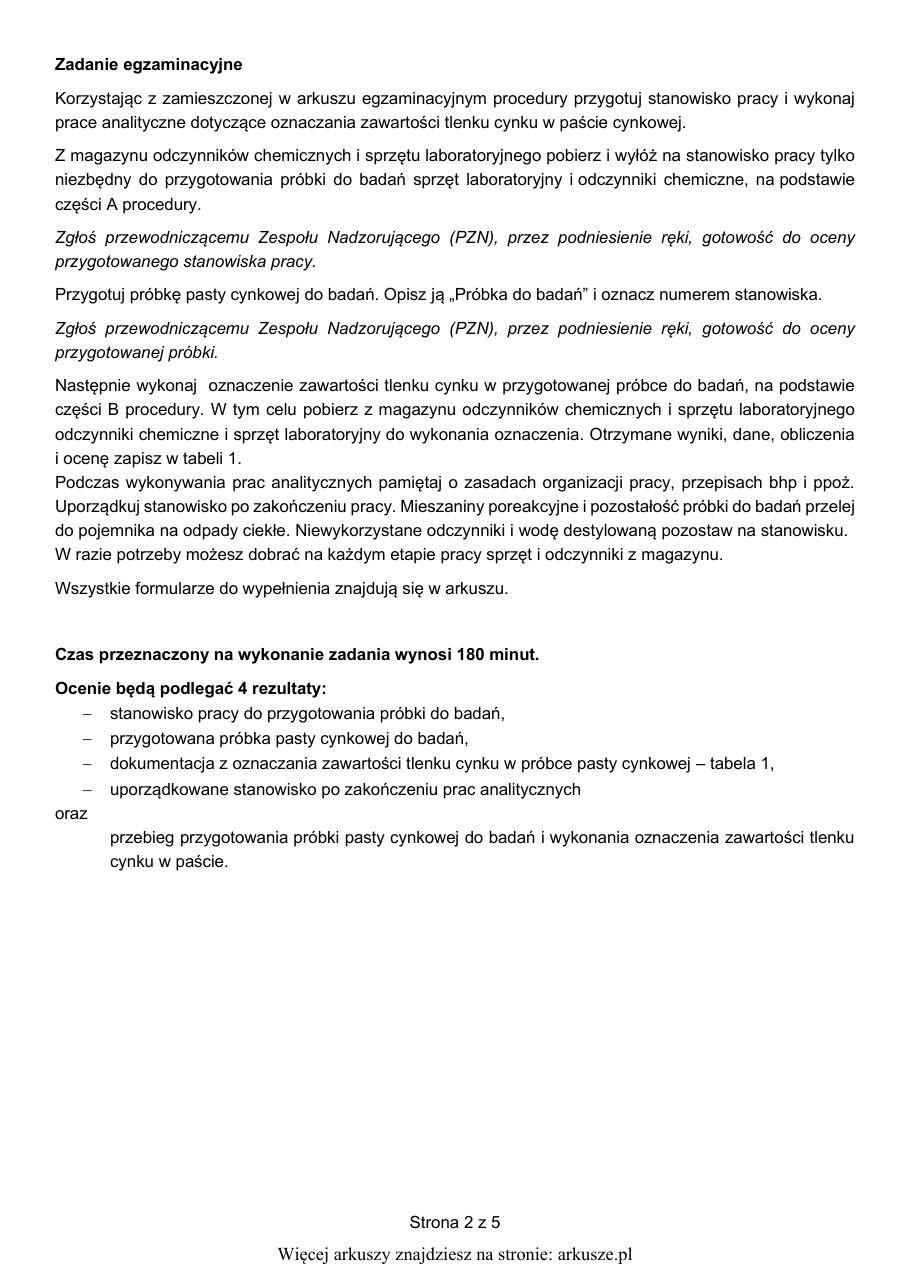 Zadanie egzaminacyjne
Korzystając z zamieszczonej w arkuszu egzaminacyjnym procedury przygotuj stanowisko pracy i wykonaj
prace analityczne dotyczące oznaczania zawartości tlenku cynku w paście cynkowej.
Z magazynu odczynników chemicznych i sprzętu laboratoryjnego pobierz i wyłóż na stanowisko pracy tylko
niezbędny do przygotowania próbki do badań sprzęt laboratoryjny i odczynniki chemiczne, na podstawie
części A procedury.
Zgłoś przewodniczącemu Zespołu Nadzorującego (PZN), przez podniesienie ręki, gotowość do oceny
przygotowanego stanowiska pracy.
Przygotuj próbkę pasty cynkowej do badań. Opisz ją „Próbka do badań” i oznacz numerem stanowiska.
Zgłoś przewodniczącemu Zespołu Nadzorującego (PZN), przez podniesienie ręki, gotowość do oceny
przygotowanej próbki.
Następnie wykonaj oznaczenie zawartości tlenku cynku w przygotowanej próbce do badań, na podstawie
części B procedury. W tym celu pobierz z magazynu odczynników chemicznych i sprzętu laboratoryjnego
odczynniki chemiczne i sprzęt laboratoryjny do wykonania oznaczenia. Otrzymane wyniki, dane, obliczenia
i ocenę zapisz w tabeli 1.
Podczas wykonywania prac analitycznych pamiętaj o zasadach organizacji pracy, przepisach bhp i ppoż.
Uporządkuj stanowisko po zakończeniu pracy. Mieszaniny poreakcyjne i pozostałość próbki do badań przelej
do pojemnika na odpady ciekłe. Niewykorzystane odczynniki i wodę destylowaną pozostaw na stanowisku.
W razie potrzeby możesz dobrać na każdym etapie pracy sprzęt i odczynniki z magazynu.
Wszystkie formularze do wypełnienia znajdują się w arkuszu.
Czas przeznaczony na wykonanie zadania wynosi 180 minut.
Ocenie będą podlegać 4 rezultaty:
– stanowisko pracy do przygotowania próbki do badań,
– przygotowana próbka pasty cynkowej do badań,
– dokumentacja z oznaczania zawartości tlenku cynku w próbce pasty cynkowej – tabela 1,
– uporządkowane stanowisko po zakończeniu prac analitycznych
oraz
przebieg przygotowania próbki pasty cynkowej do badań i wykonania oznaczenia zawartości tlenku
cynku w paście.
Strona 2 z 5
Więcej arkuszy znajdziesz na stronie: arkusze.pl